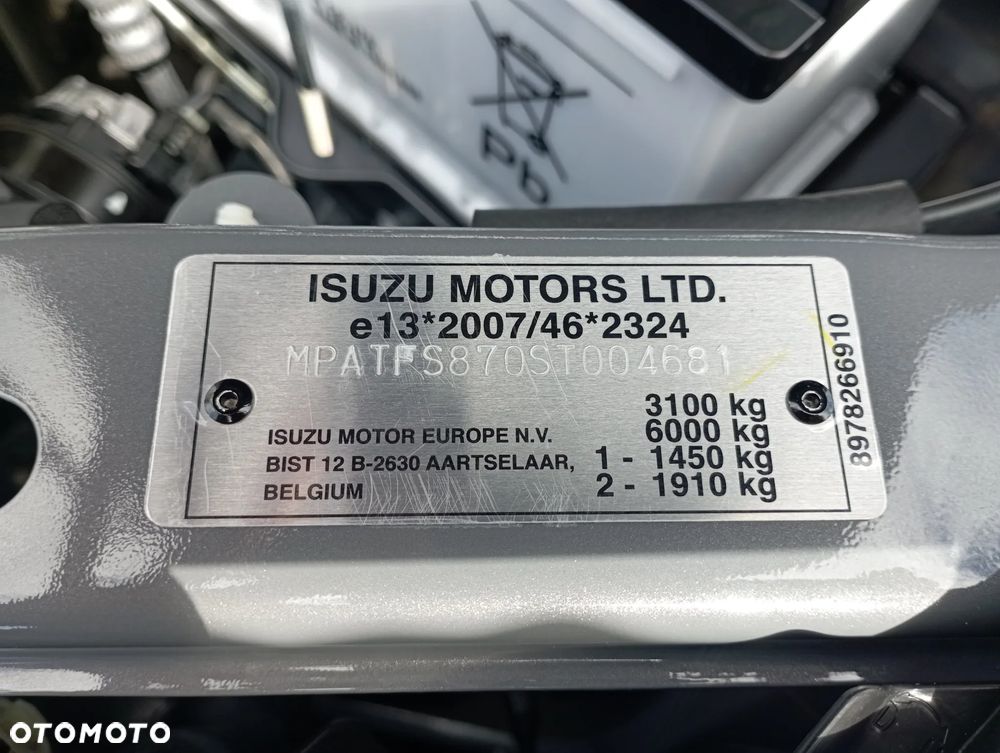 Pb
ISUZU MOTORS LTD.
e13*2007/46*2324
MPATFS870ST004681
3100 kg
ISUZU MOTOR EUROPE N.V. 6000 kg
BIST 12 B-2630 AARTSELAAR, 1 - 1450 kg
BELGIUM 2 - 1910 kg
8978266910
OTOMOTO